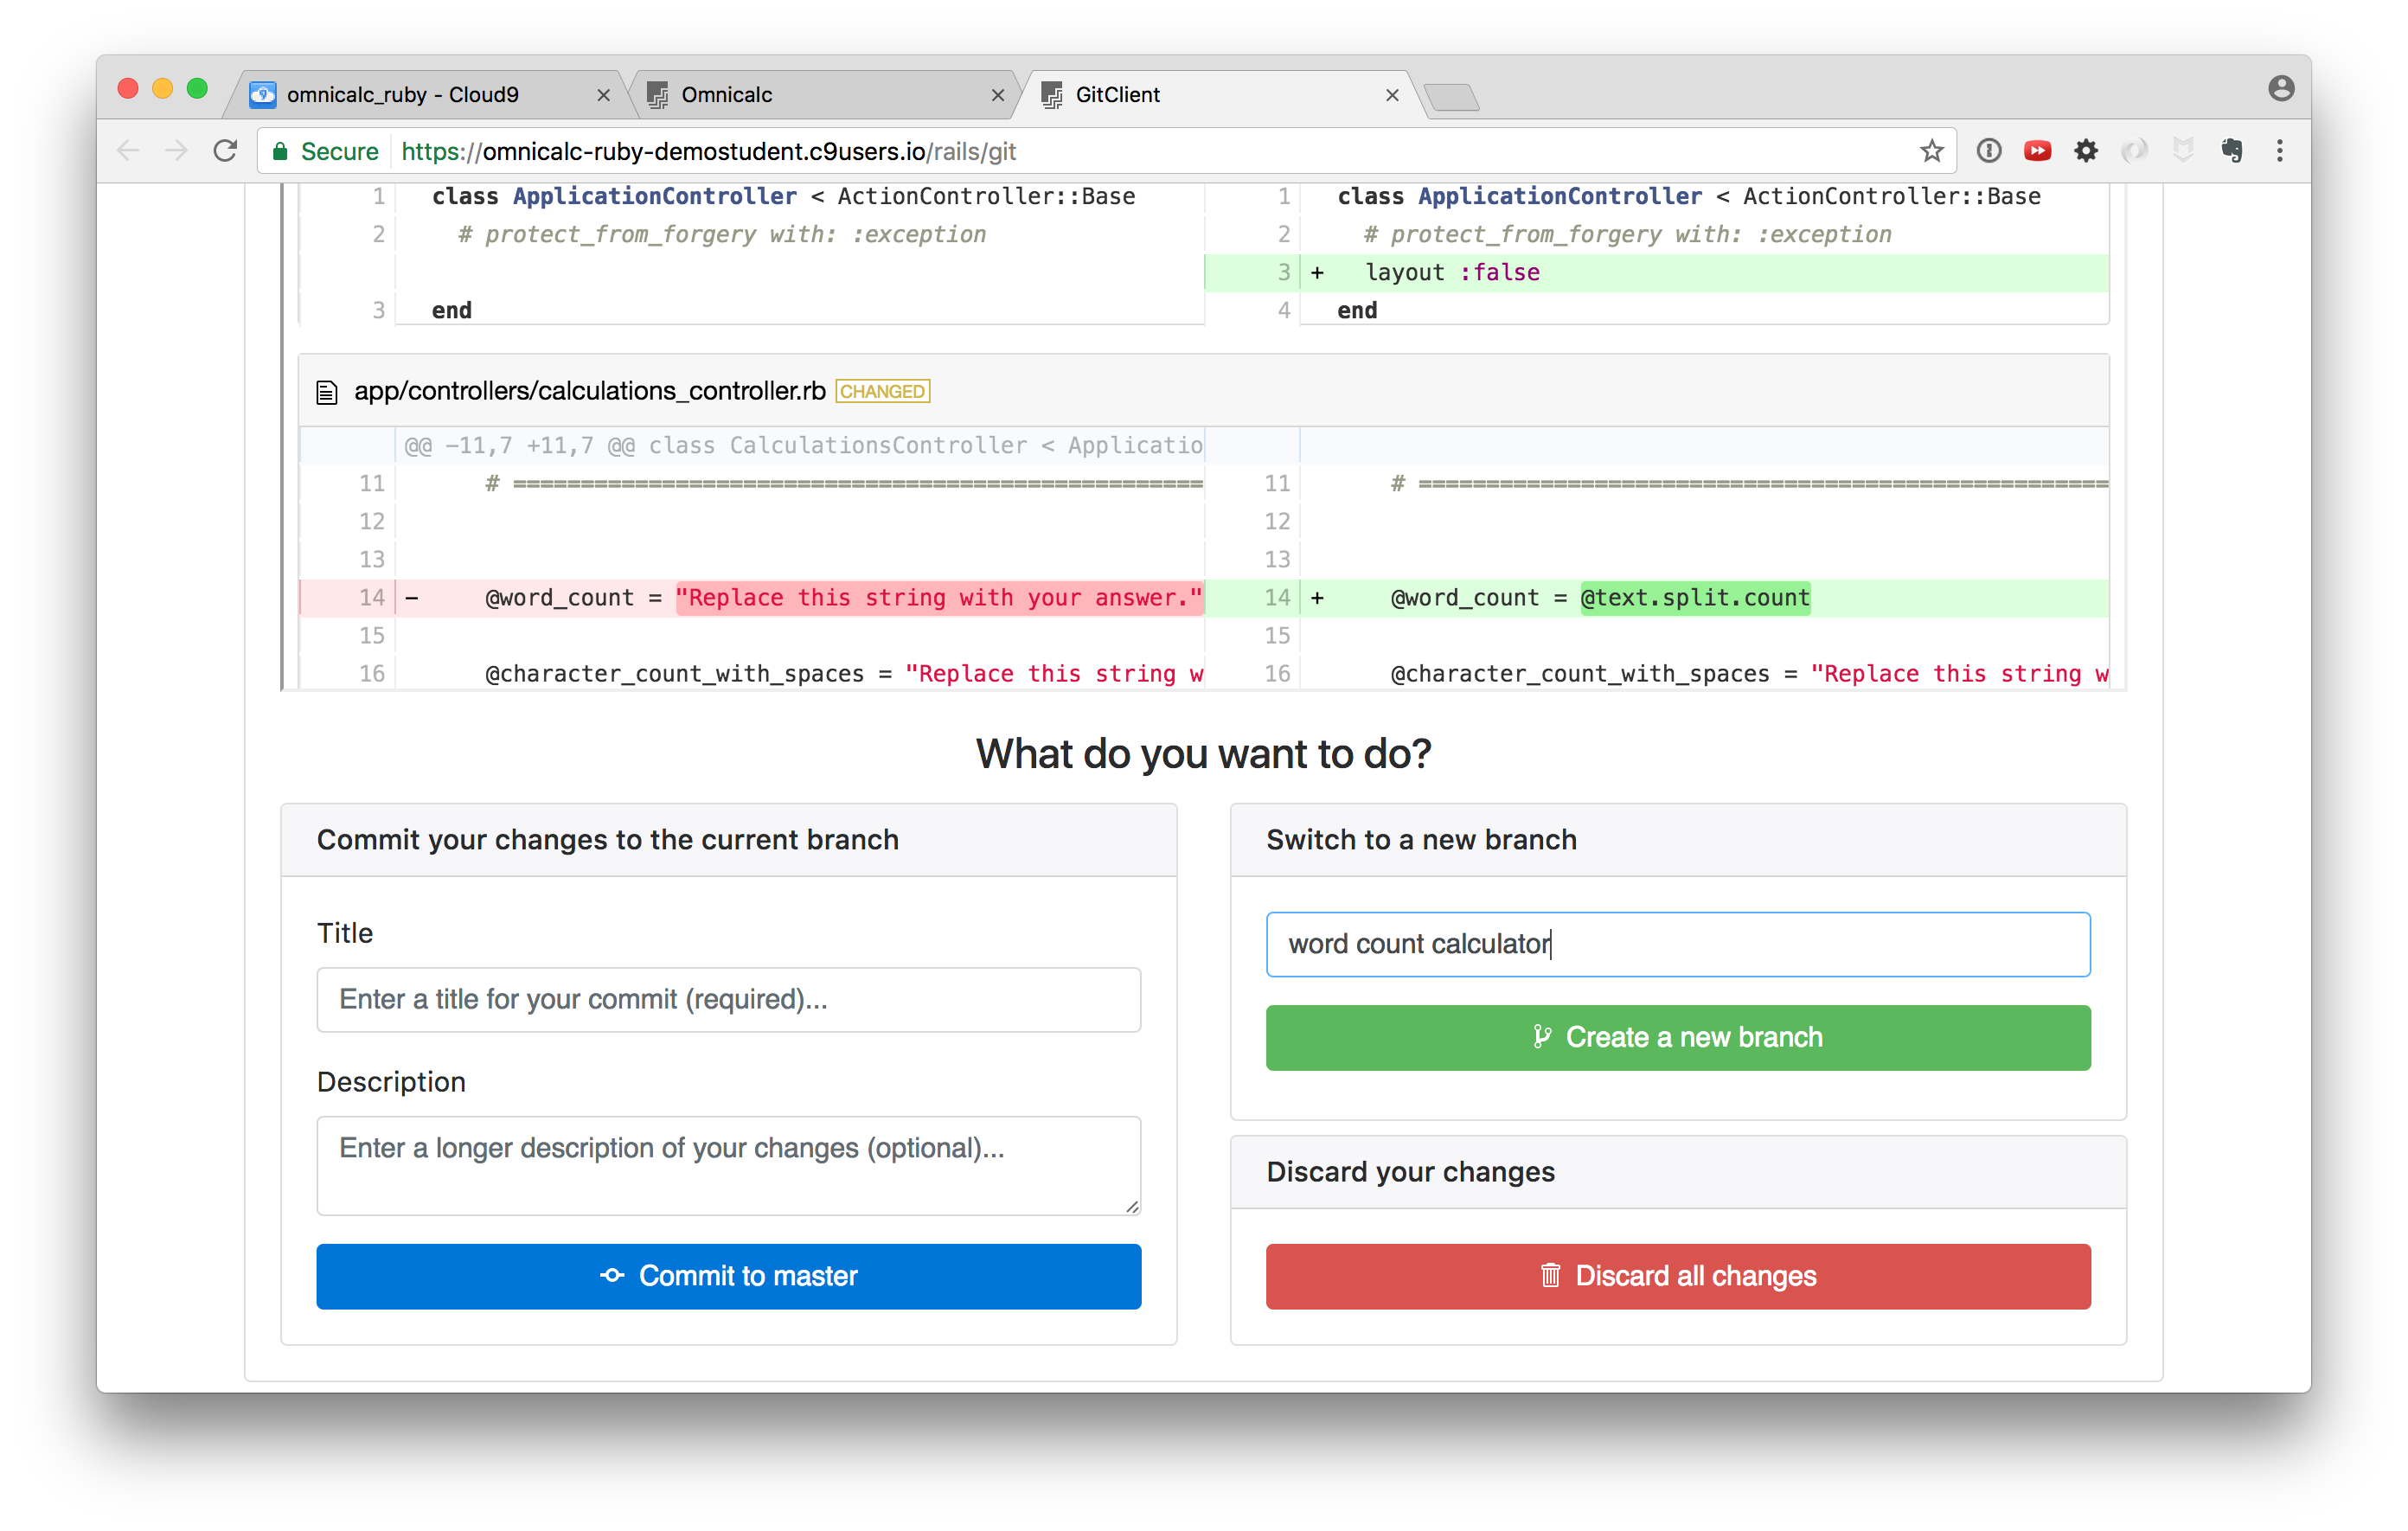 omnicalc_ruby - Cloud9
Omnicalc
GitClient
Secure https://omnicalc-ruby-demostudent.c9users.io/rails/git
1 class ApplicationController < ActionController::Base
2 # protect_from_forgery with: :exception
3 end
1 class ApplicationController < ActionController::Base
2 # protect_from_forgery with: :exception
3 + layout :false
4 end
app/controllers/calculations_controller.rb CHANGED
@@ -11,7 +11,7 @@ class CalculationsController < Applicatio
11 # ===================================================
12
13
14 - @word_count = "Replace this string with your answer."
15
16 @character_count_with_spaces = "Replace this string w
11 # ===================================================
12
13
14 + @word_count = @text.split.count
15
16 @character_count_with_spaces = "Replace this string w
What do you want to do?
Commit your changes to the current branch
Title
Enter a title for your commit (required)...
Description
Enter a longer description of your changes (optional)...
Commit to master
Switch to a new branch
word count calculator
Create a new branch
Discard your changes
Discard all changes